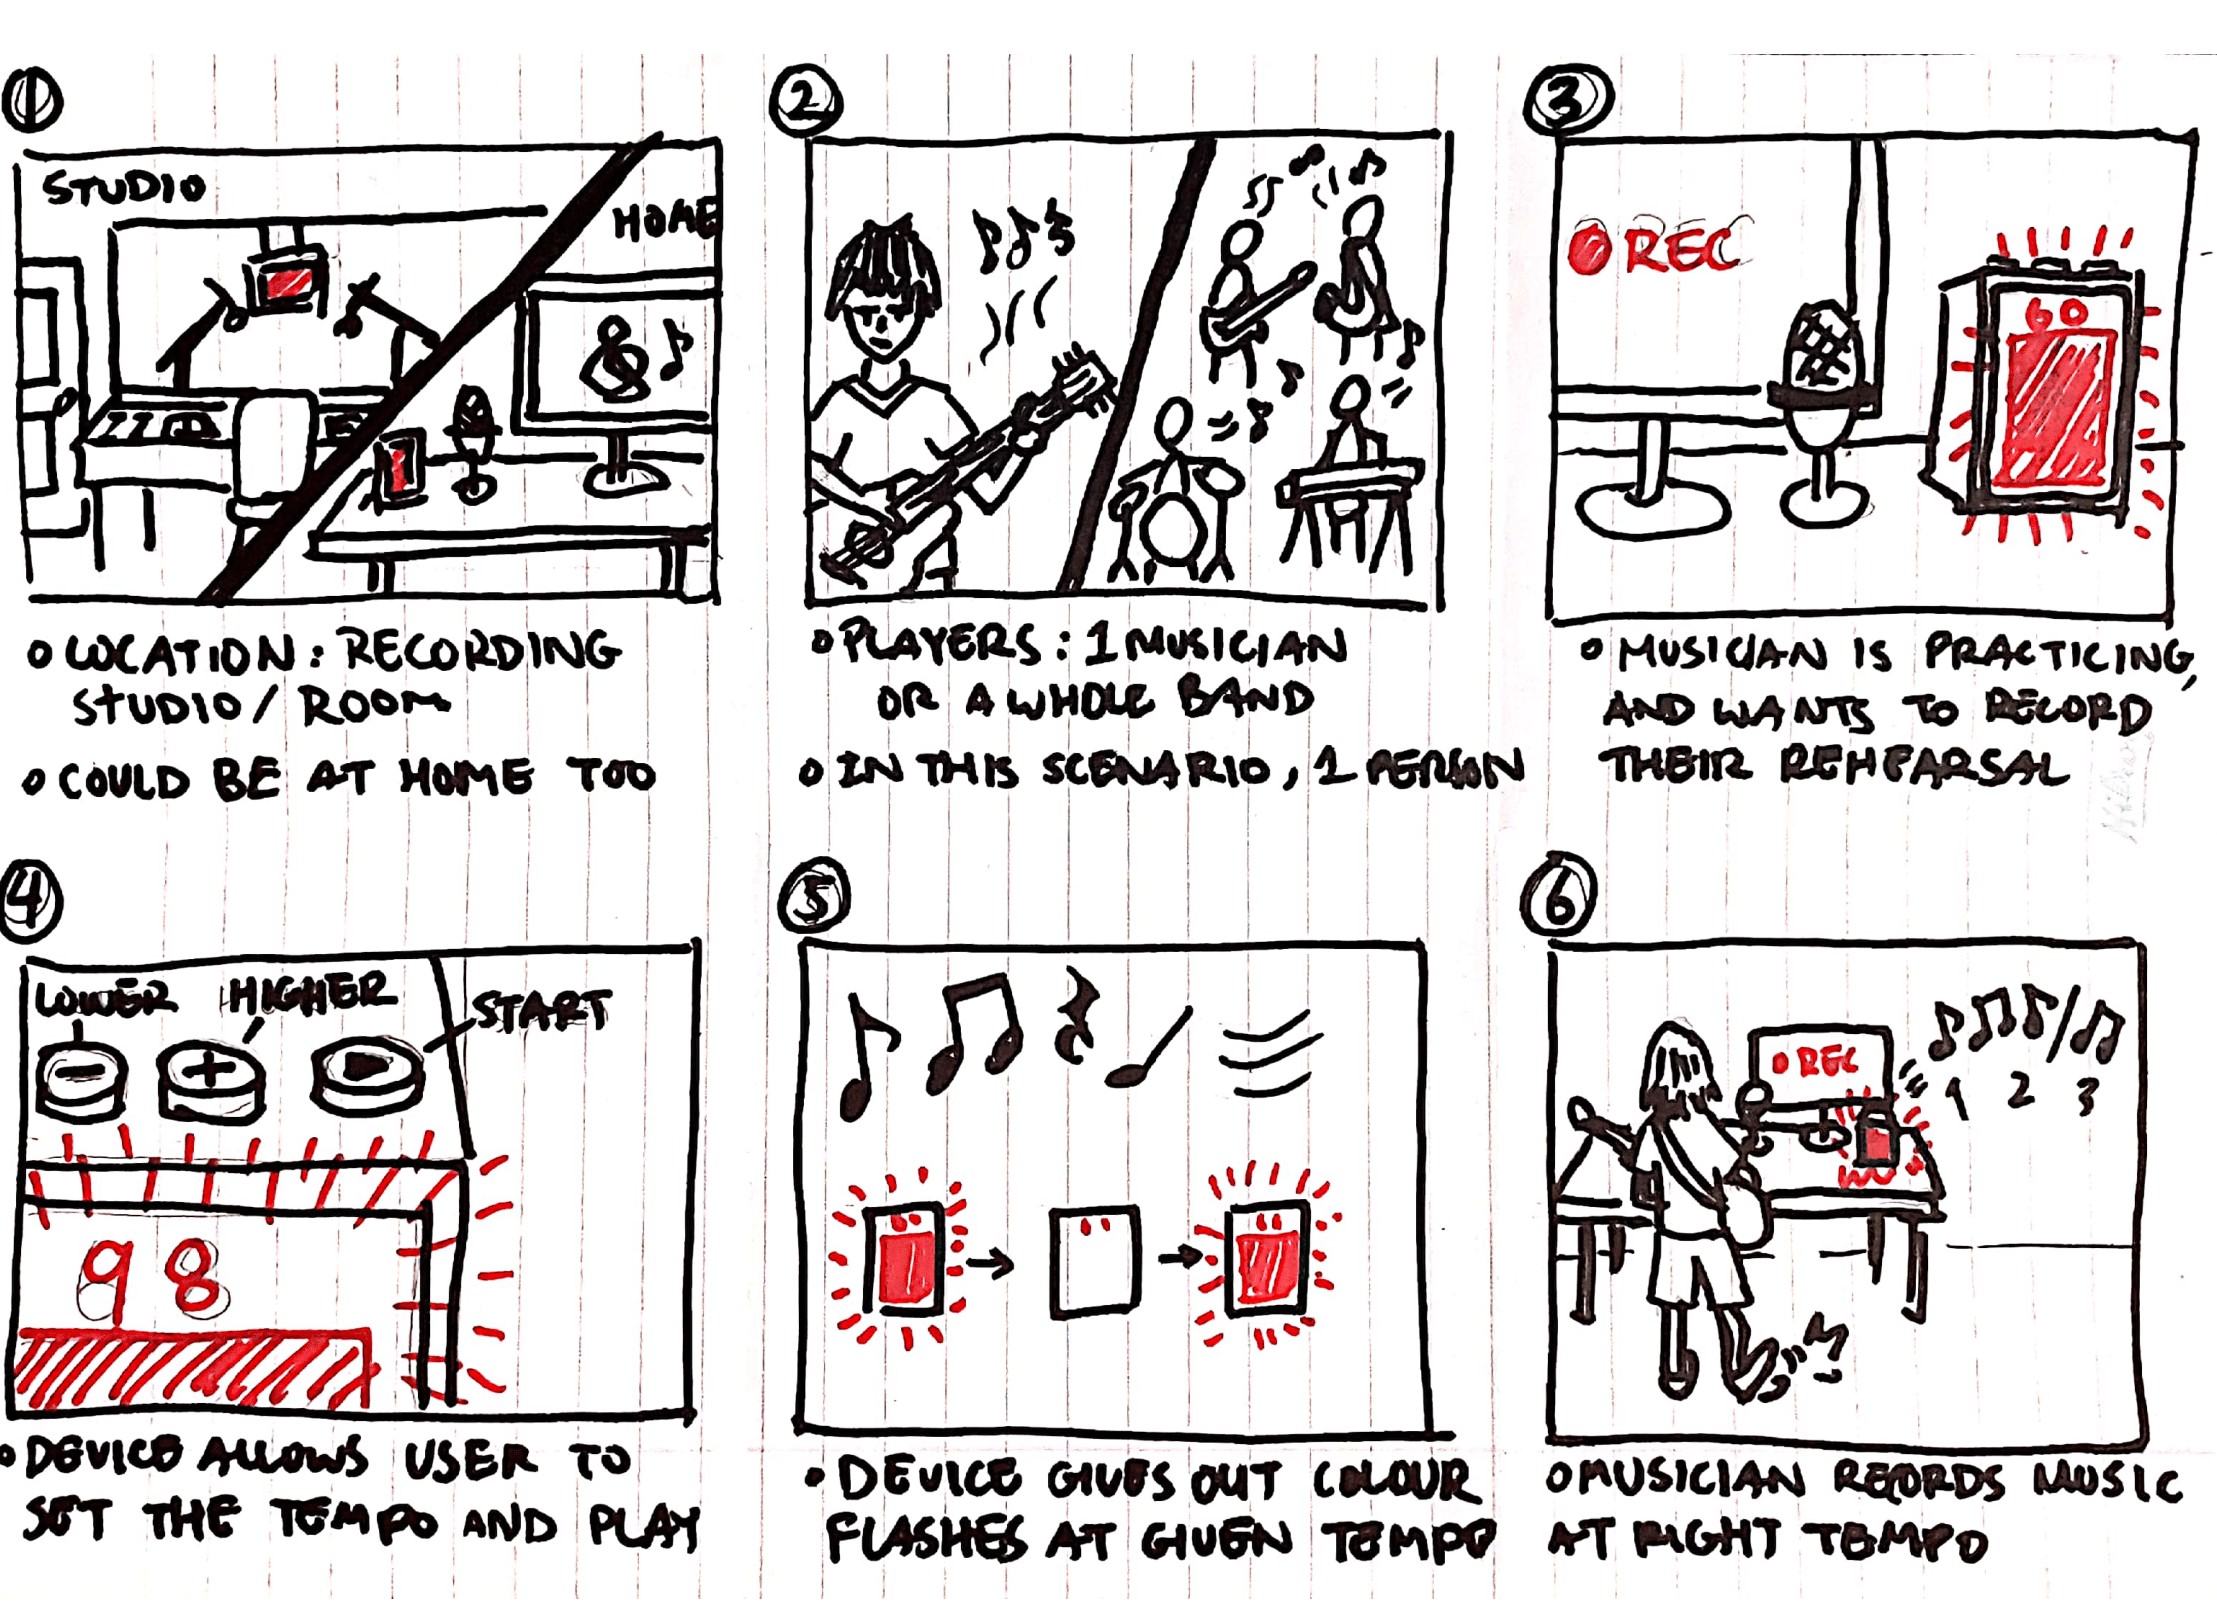 1
STUDIO
HOME
o LOCATION: RECORDING
STUDIO/ROOM
o COULD BE AT HOME TOO
2
o PLAYERS: 1 MUSICIAN
OR A WHOLE BAND
o IN THIS SCENARIO, 1 PERSON
3
REC
60
o MUSICIAN IS PRACTICING,
AND WANTS TO RECORD
THEIR REHEARSAL
4
LOWER HIGHER START
- +
98
o DEVICE ALLOWS USER TO
SET THE TEMPO AND PLAY
5
• DEVICE GIVES OUT COLOUR
FLASHES AT GIVEN TEMPO
6
REC
1 2 3
o MUSICIAN RECORDS MUSIC
AT RIGHT TEMPO